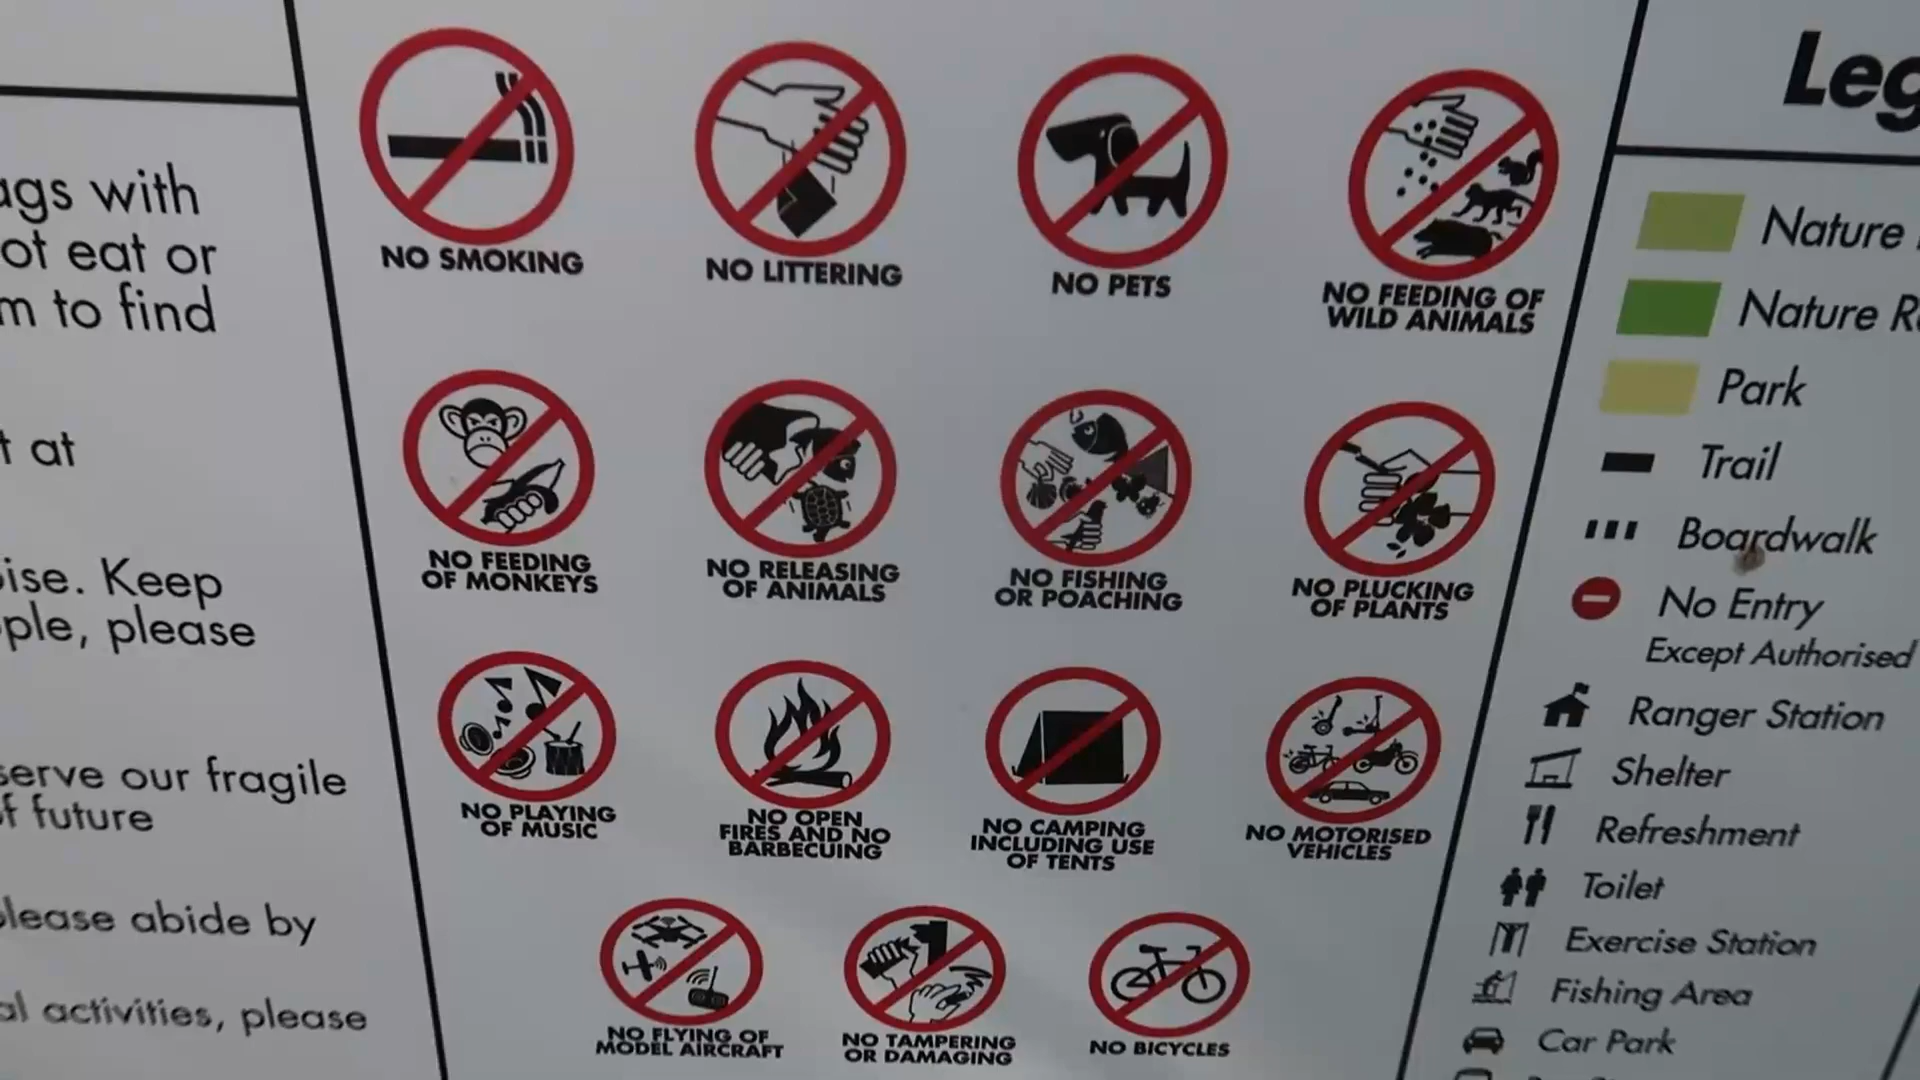 with
ot eat or
to find
at
Keep
please
serve our fragile
future
abide by
activities, please
NO SMOKING
NO LITTERING
NO PETS
NO FEEDING OF
WILD ANIMALS
NO FEEDING
OF MONKEYS
NO RELEASING
OF ANIMALS
NO FISHING
OR POACHING
NO PLUCKING
OF PLANTS
NO PLAYING
OF MUSIC
NO OPEN
FIRES AND NO
BARBECUING
NO CAMPING
INCLUDING USE
OF TENTS
NO MOTORISED
VEHICLES
NO FLYING OF
MODEL AIRCRAFT
NO TAMPERING
OR DAMAGING
NO BICYCLES
Leg
Nature
Nature R
Park
Trail
Boardwalk
No Entry
Except Authorised
Ranger Station
Shelter
Refreshment
Toilet
Exercise Station
Fishing Area
Car Park